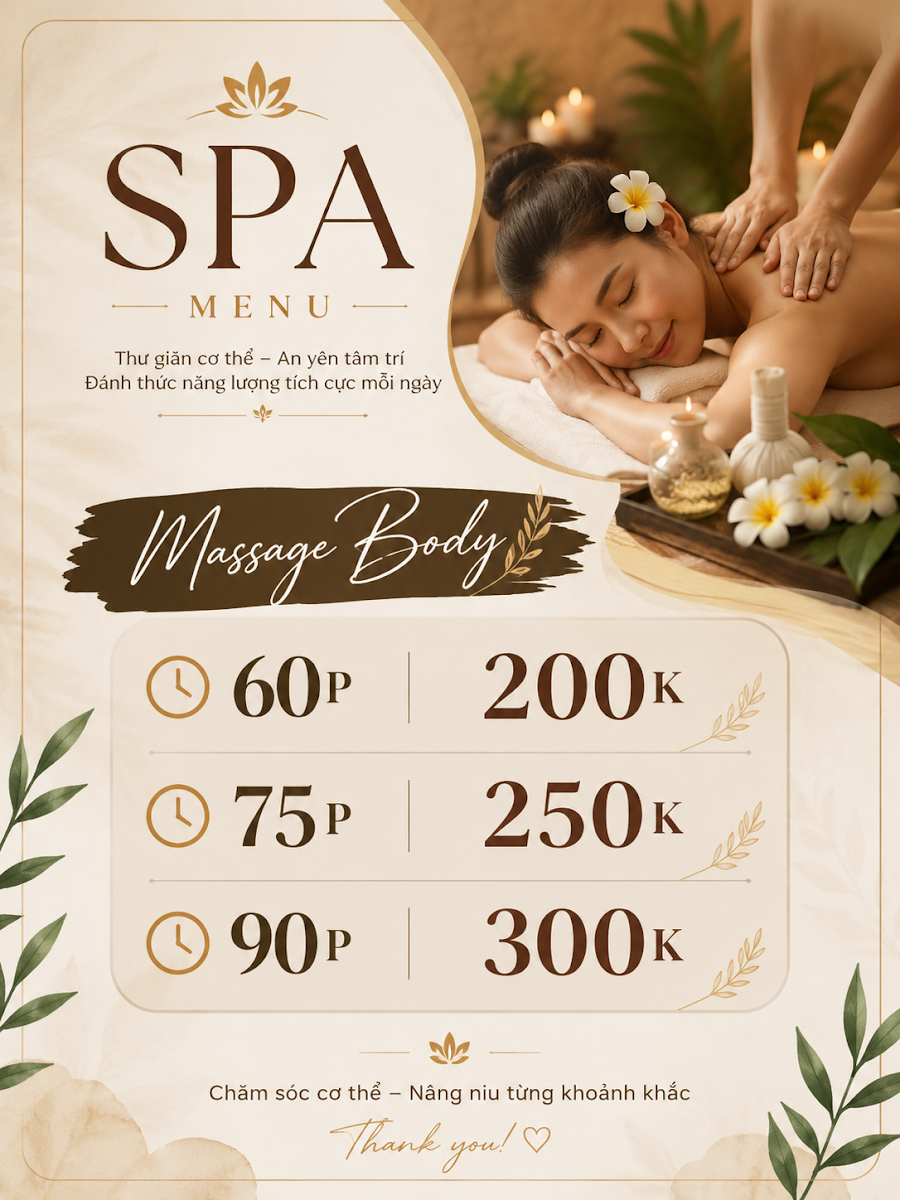 SPA
MENU
Thư giãn cơ thể – An yên tâm trí
Đánh thức năng lượng tích cực mỗi ngày
Massage Body
60P 200K
75P 250K
90P 300K
Chăm sóc cơ thể – Nâng niu từng khoảnh khắc
Thank you! ♡